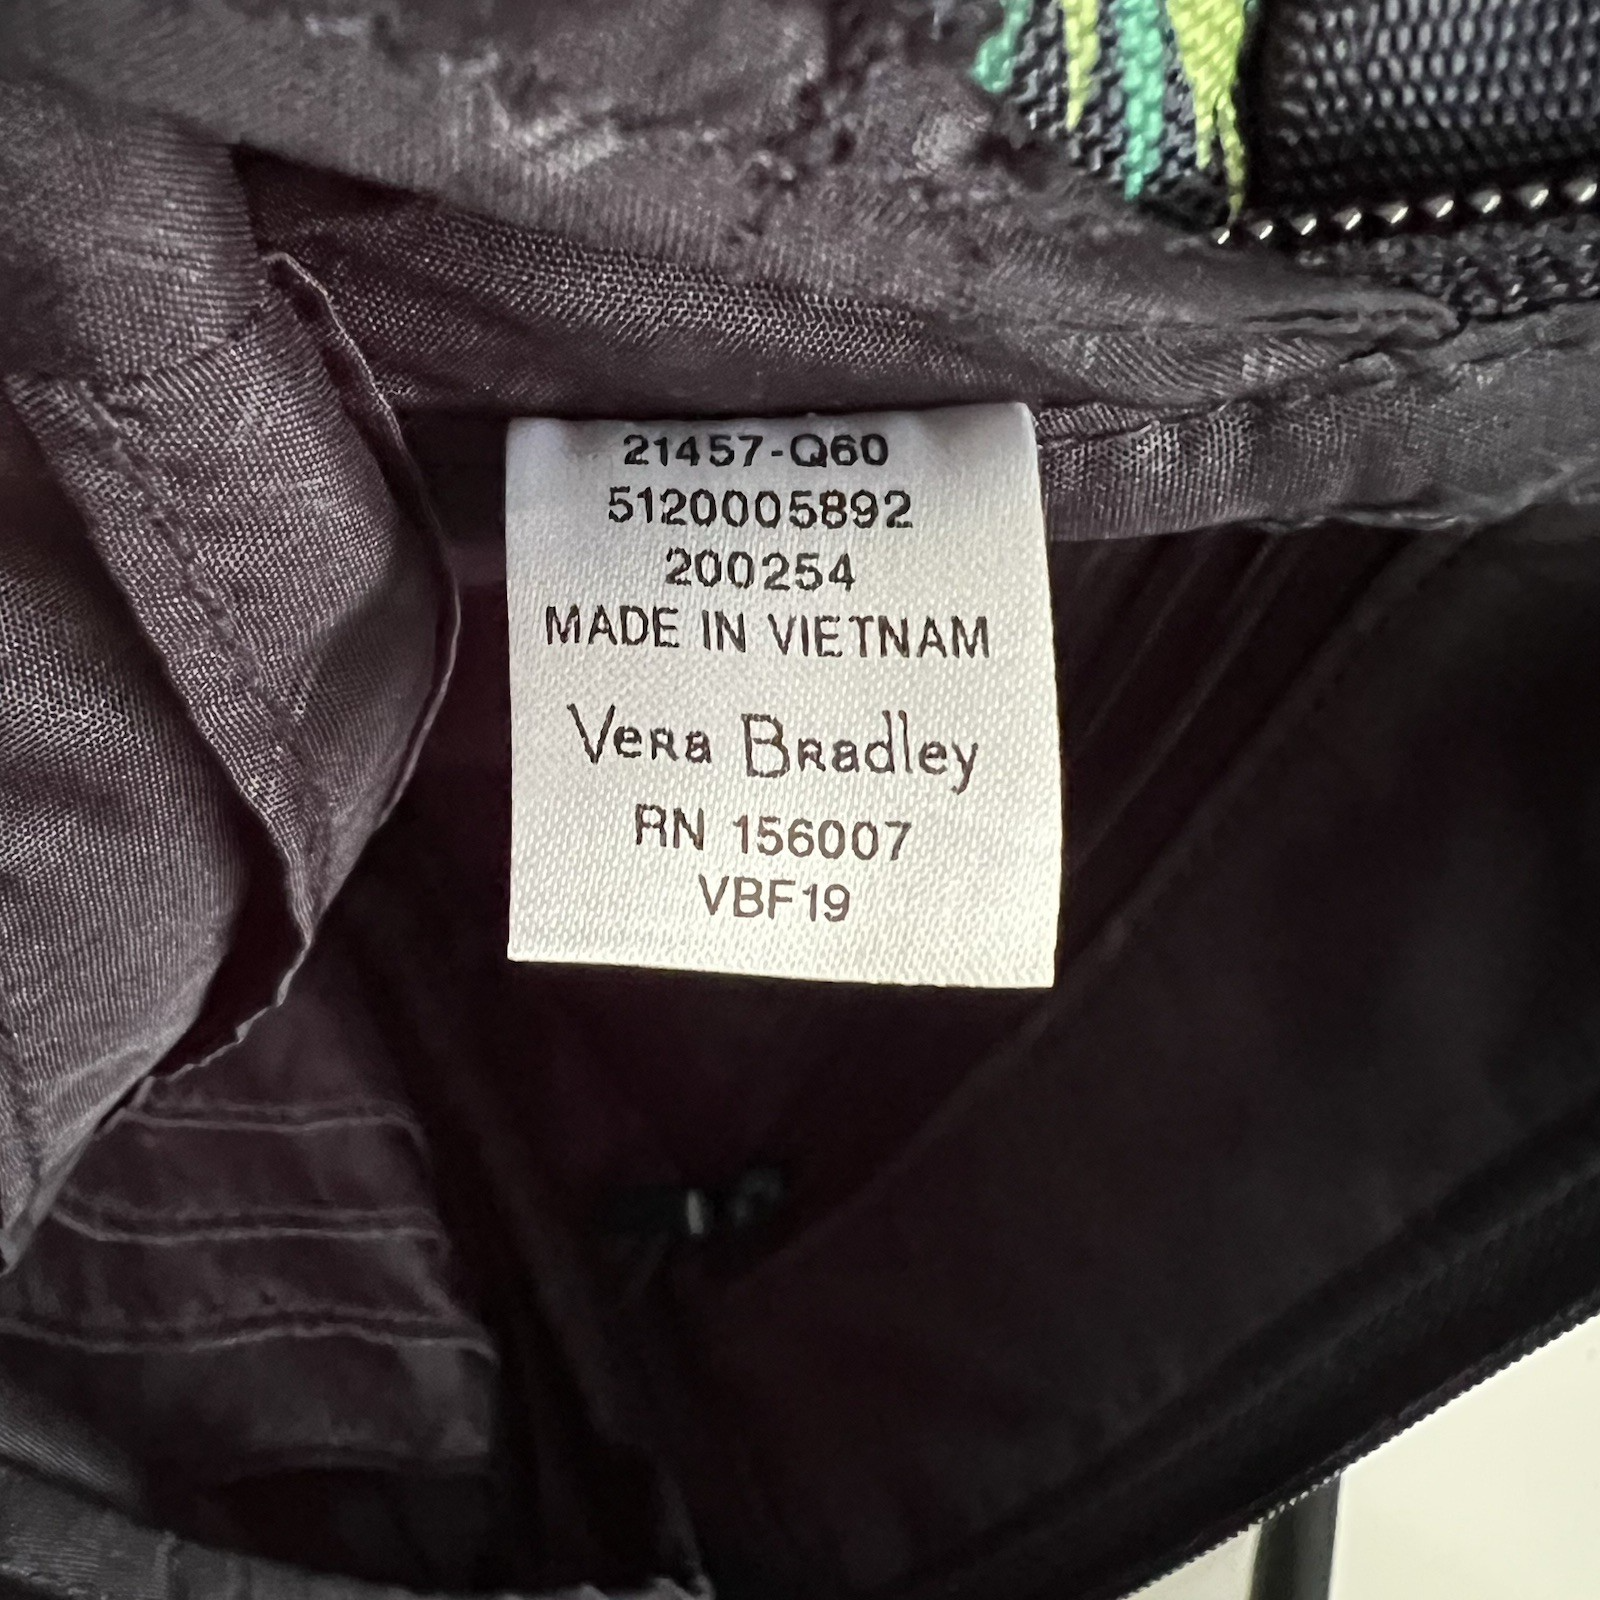 21457-Q60
5120005892
200254
MADE IN VIETNAM
Vera Bradley
RN 156007
VBF19